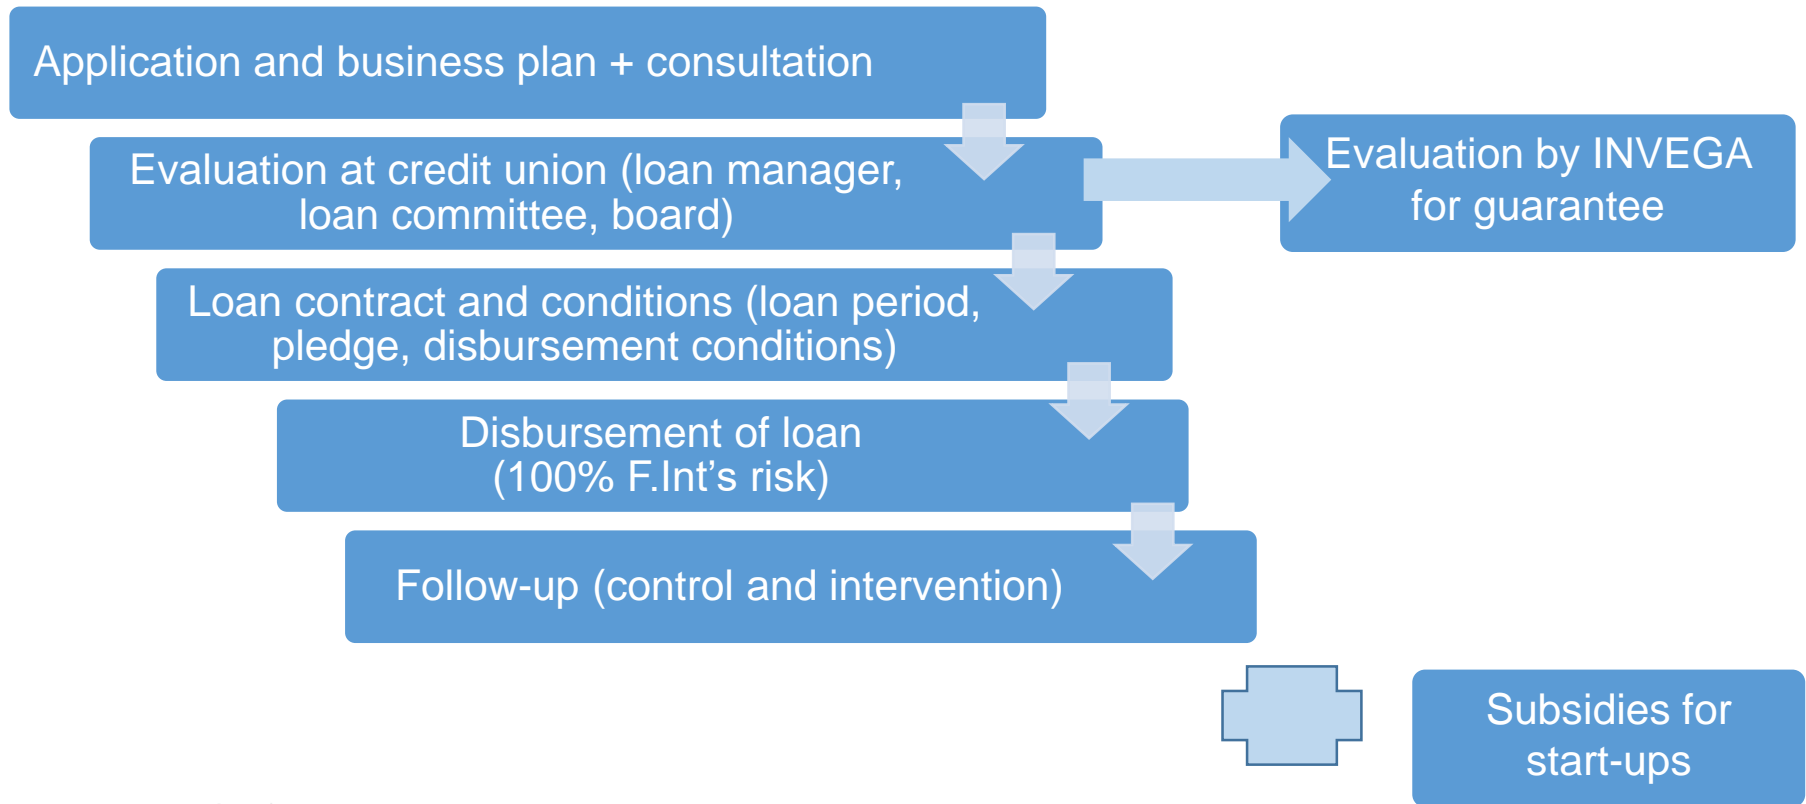 Application and business plan + consultation
Evaluation at credit union (loan manager,
loan committee, board)
Evaluation by INVEGA
for guarantee
Loan contract and conditions (loan period,
pledge, disbursement conditions)
Disbursement of loan
(100% F.Int’s risk)
Follow-up (control and intervention)
Subsidies for
start-ups